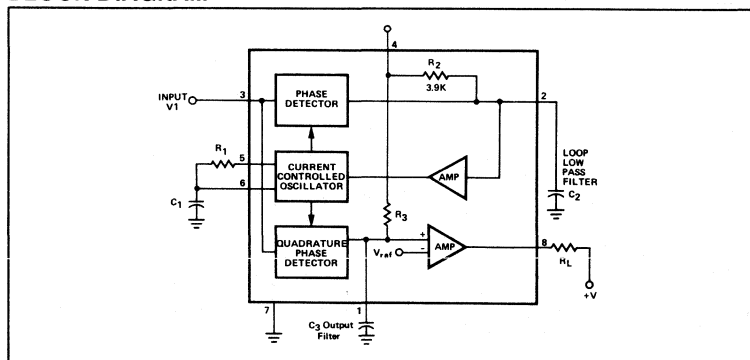 BLOCK DIAGRAM
4
R2
3.9K
INPUT
V1
3
PHASE
DETECTOR
2
R1
5
6
CURRENT
CONTROLLED
OSCILLATOR
AMP
LOOP
LOW
PASS
FILTER
C2
C1
R3
QUADRATURE
PHASE
DETECTOR
+
-
Vraf
AMP
8
RL
+V
7
1
C3 Output
Filter